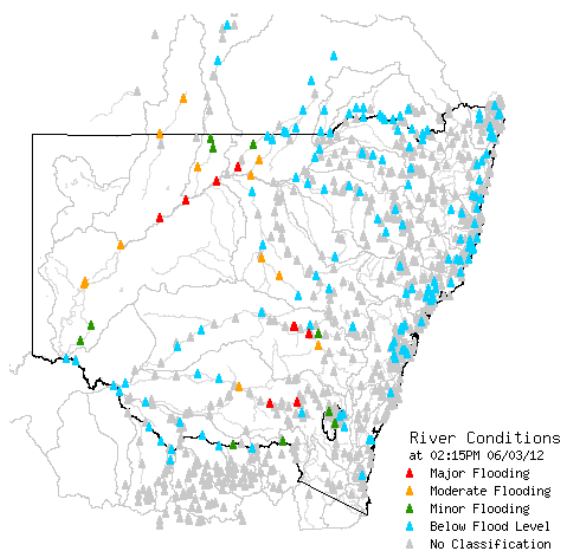 River Conditions
at 02:15PM 06/03/12
Major Flooding
Moderate Flooding
Minor Flooding
Below Flood Level
No Classification